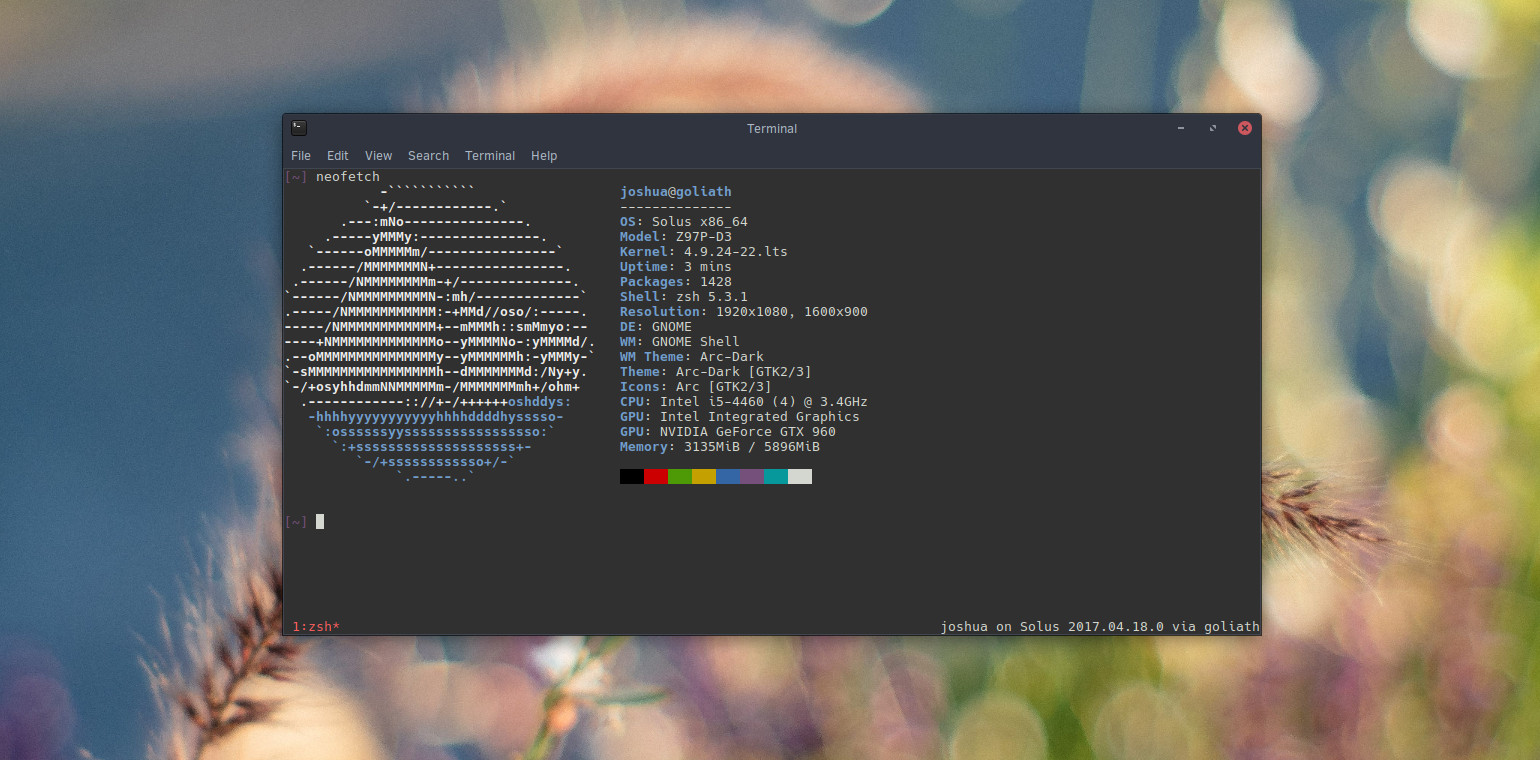 Terminal
File Edit View Search Terminal Help
[~] neofetch
joshua@goliath
--------------
OS: Solus x86_64
Model: Z97P-D3
Kernel: 4.9.24-22.lts
Uptime: 3 mins
Packages: 1428
Shell: zsh 5.3.1
Resolution: 1920x1080, 1600x900
DE: GNOME
WM: GNOME Shell
WM Theme: Arc-Dark
Theme: Arc-Dark [GTK2/3]
Icons: Arc [GTK2/3]
CPU: Intel i5-4460 (4) @ 3.4GHz
GPU: Intel Integrated Graphics
GPU: NVIDIA GeForce GTX 960
Memory: 3135MiB / 5896MiB
[~]
1:zsh* joshua on Solus 2017.04.18.0 via goliath